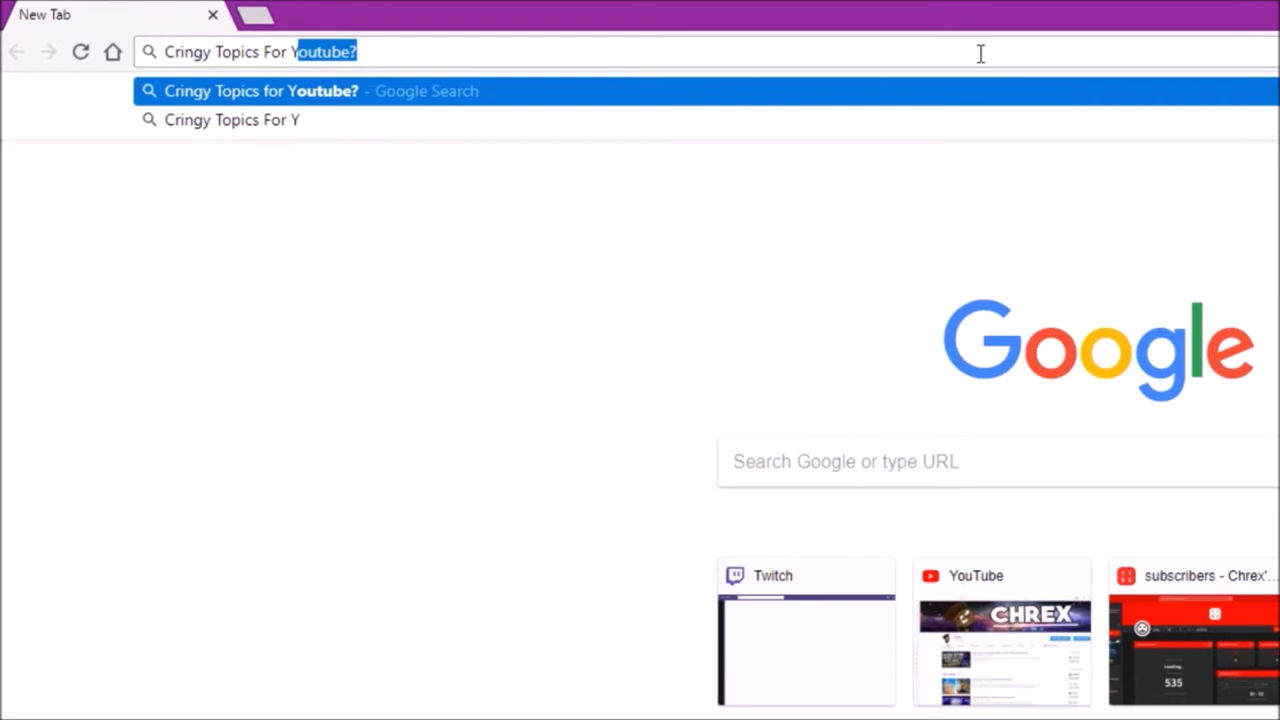 New Tab
Cringy Topics For Youtube?
Cringy Topics for Youtube? - Google Search
Cringy Topics For Y
Google
Search Google or type URL
Twitch
YouTube
subscribers - Chrex'...
CHREX
Loading...
535